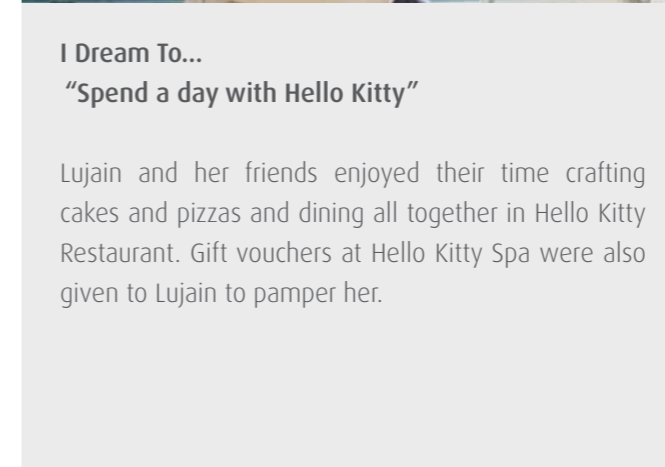 I Dream To...
“Spend a day with Hello Kitty”
Lujain and her friends enjoyed their time crafting
cakes and pizzas and dining all together in Hello Kitty
Restaurant. Gift vouchers at Hello Kitty Spa were also
given to Lujain to pamper her.